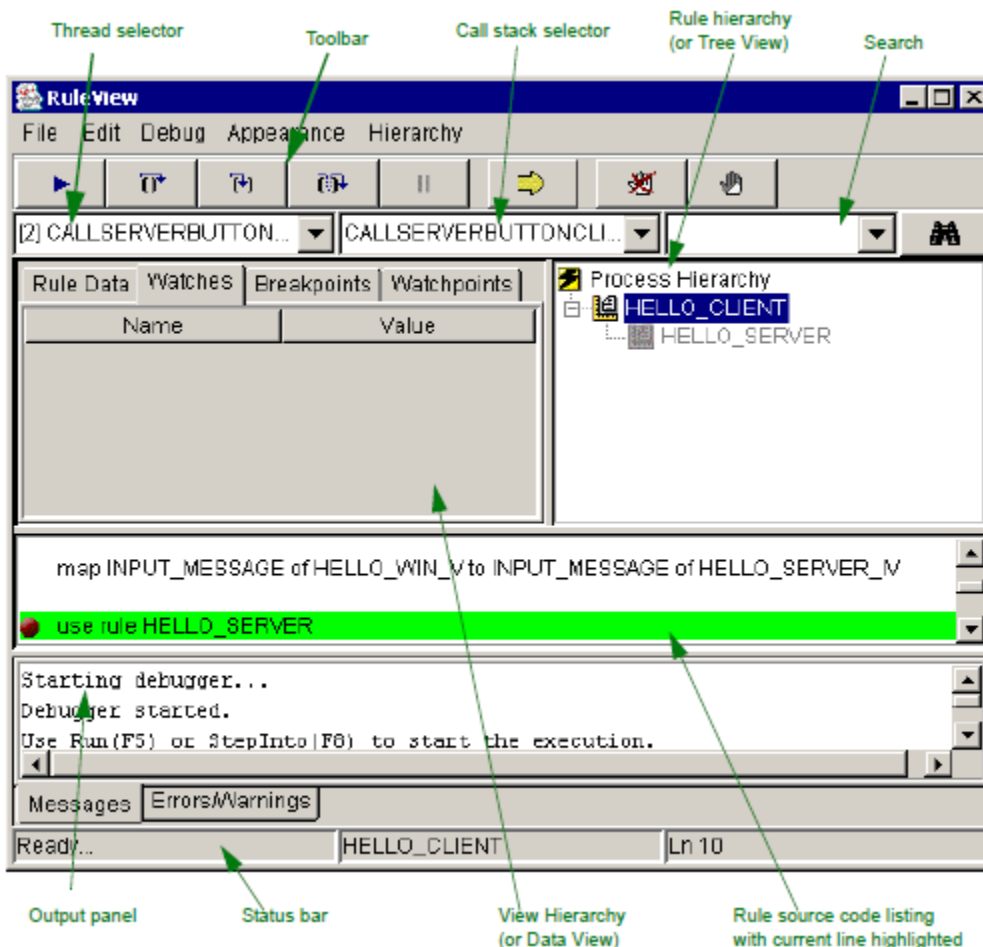 Thread selector
Toolbar
Call stack selector
Rule hierarchy
(or Tree View)
Search
RuleView
File Edit Debug Appearance Hierarchy
[2] CALLSERVERBUTTON... CALLSERVERBUTTONCLI...
Rule Data Watches Breakpoints Watchpoints
Name Value
Process Hierarchy
HELLO_CLIENT
HELLO_SERVER
map INPUT_MESSAGE of HELLO_WIN_V to INPUT_MESSAGE of HELLO_SERVER_IV
use rule HELLO_SERVER
Starting debugger...
Debugger started.
Use Run(F5) or StepInto(F8) to start the execution.
Messages Errors/Warnings
Ready... HELLO_CLIENT Ln 10
Output panel
Status bar
View Hierarchy
(or Data View)
Rule source code listing
with current line highlighted